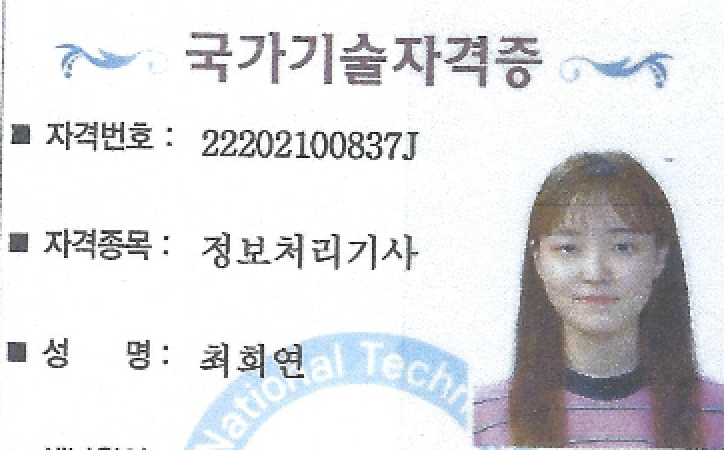 국가기술자격증
■ 자격번호 : 22202100837J
■ 자격종목 : 정보처리기사
■ 성 명 : 최회연
National Techn